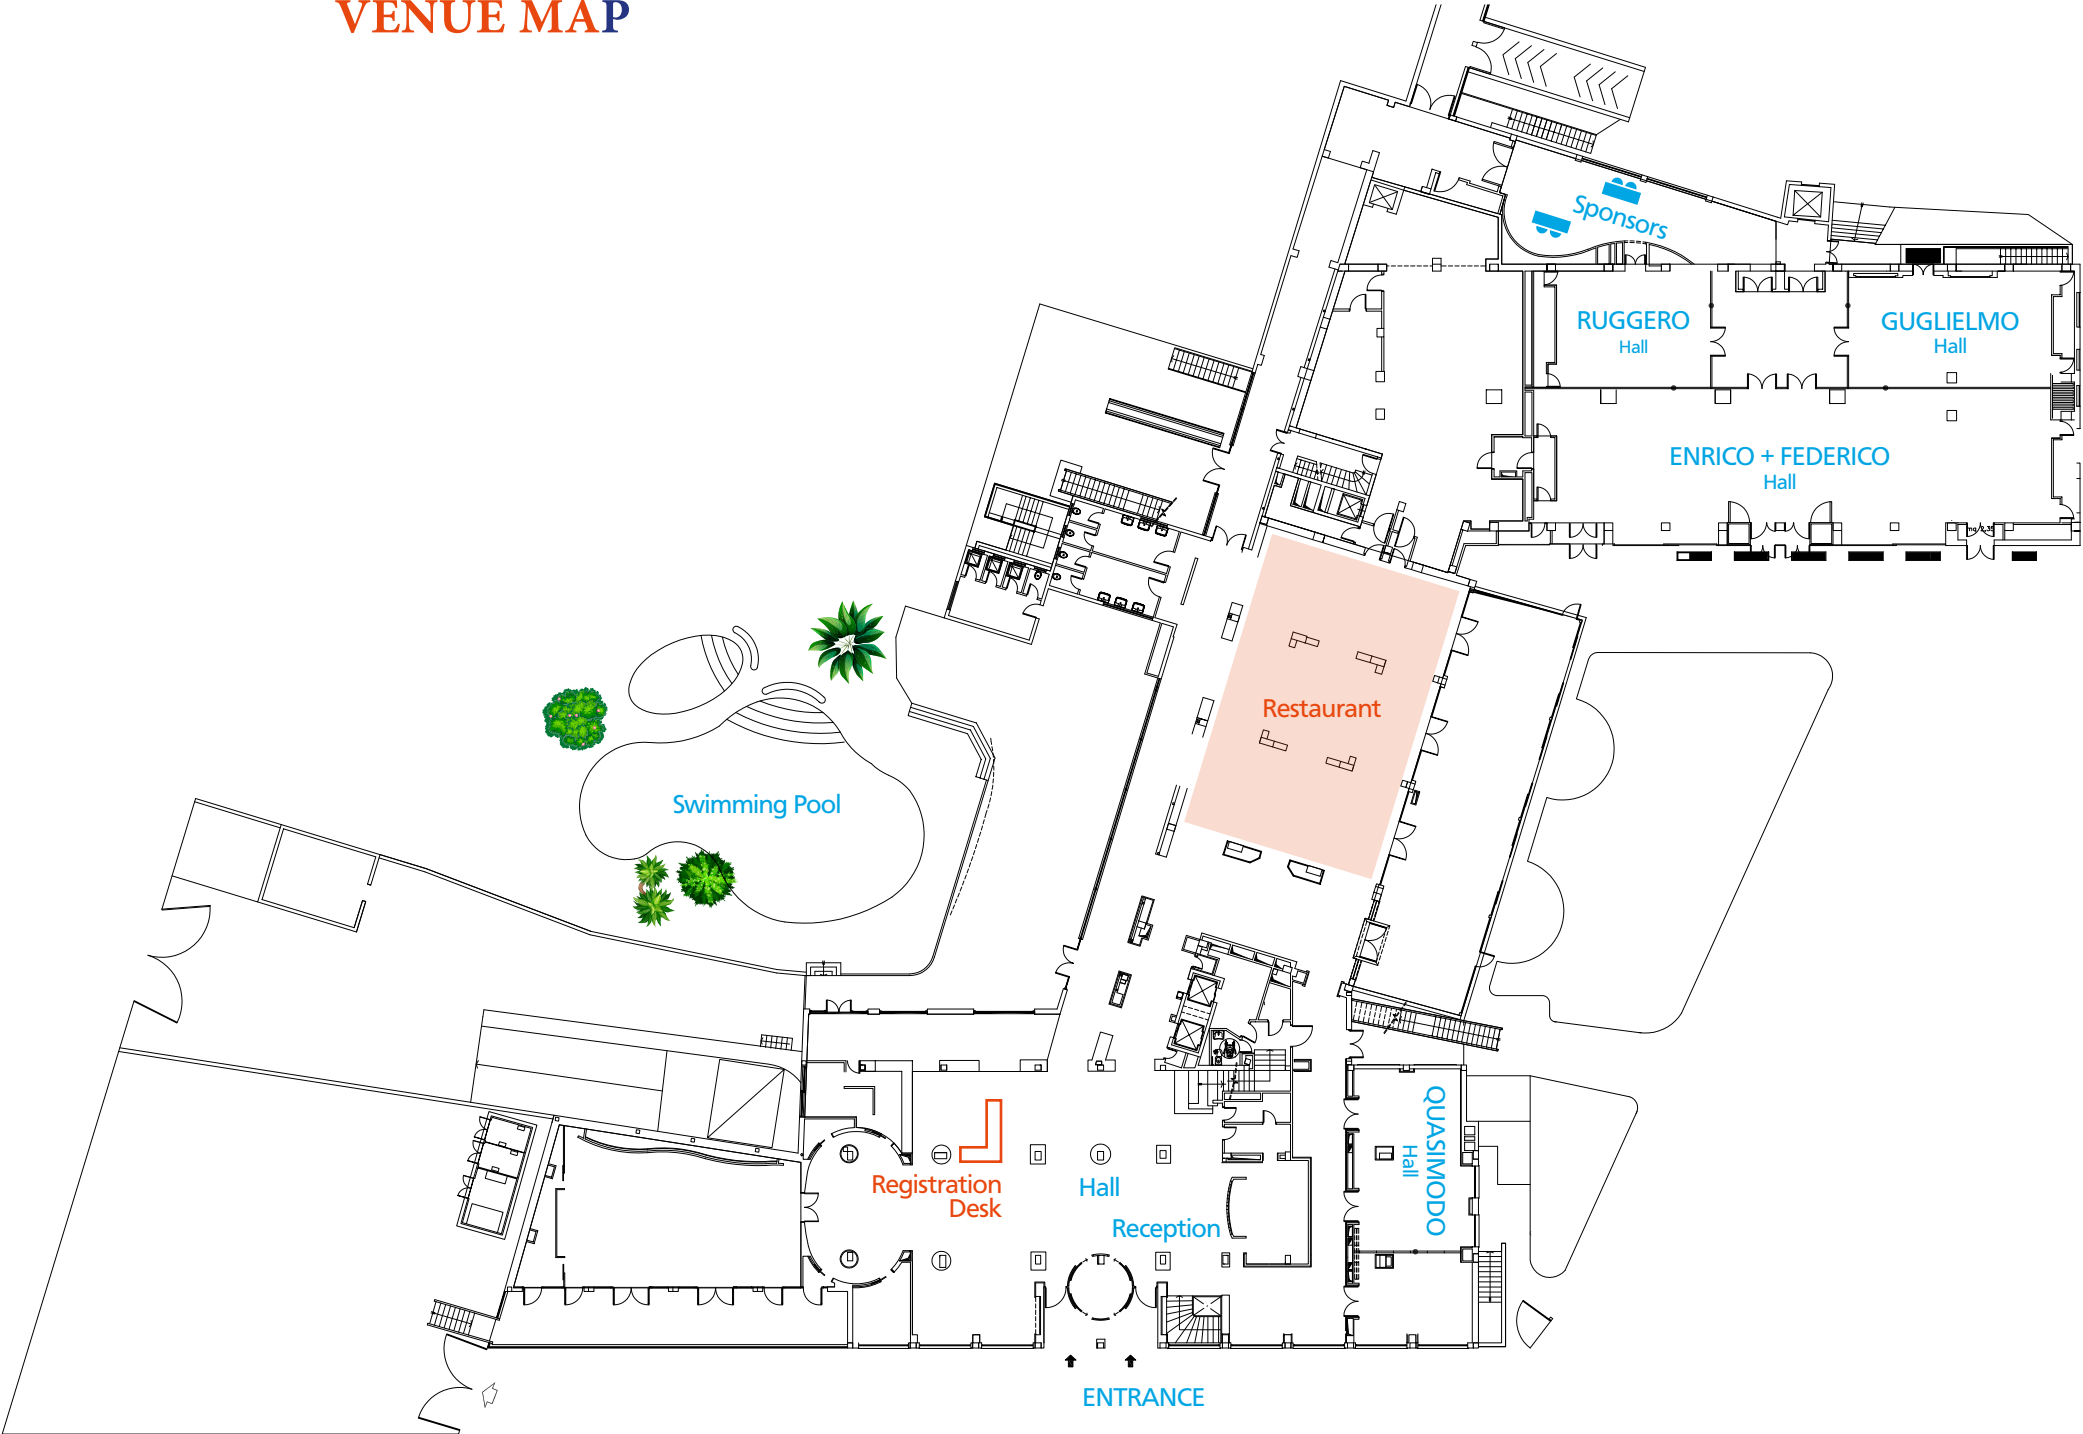 VENUE MAP
Sponsors
RUGGERO
Hall
GUGLIELMO
Hall
ENRICO + FEDERICO
Hall
Restaurant
Swimming Pool
QUASIMODO
Hall
Registration
Desk
Hall
Reception
ENTRANCE